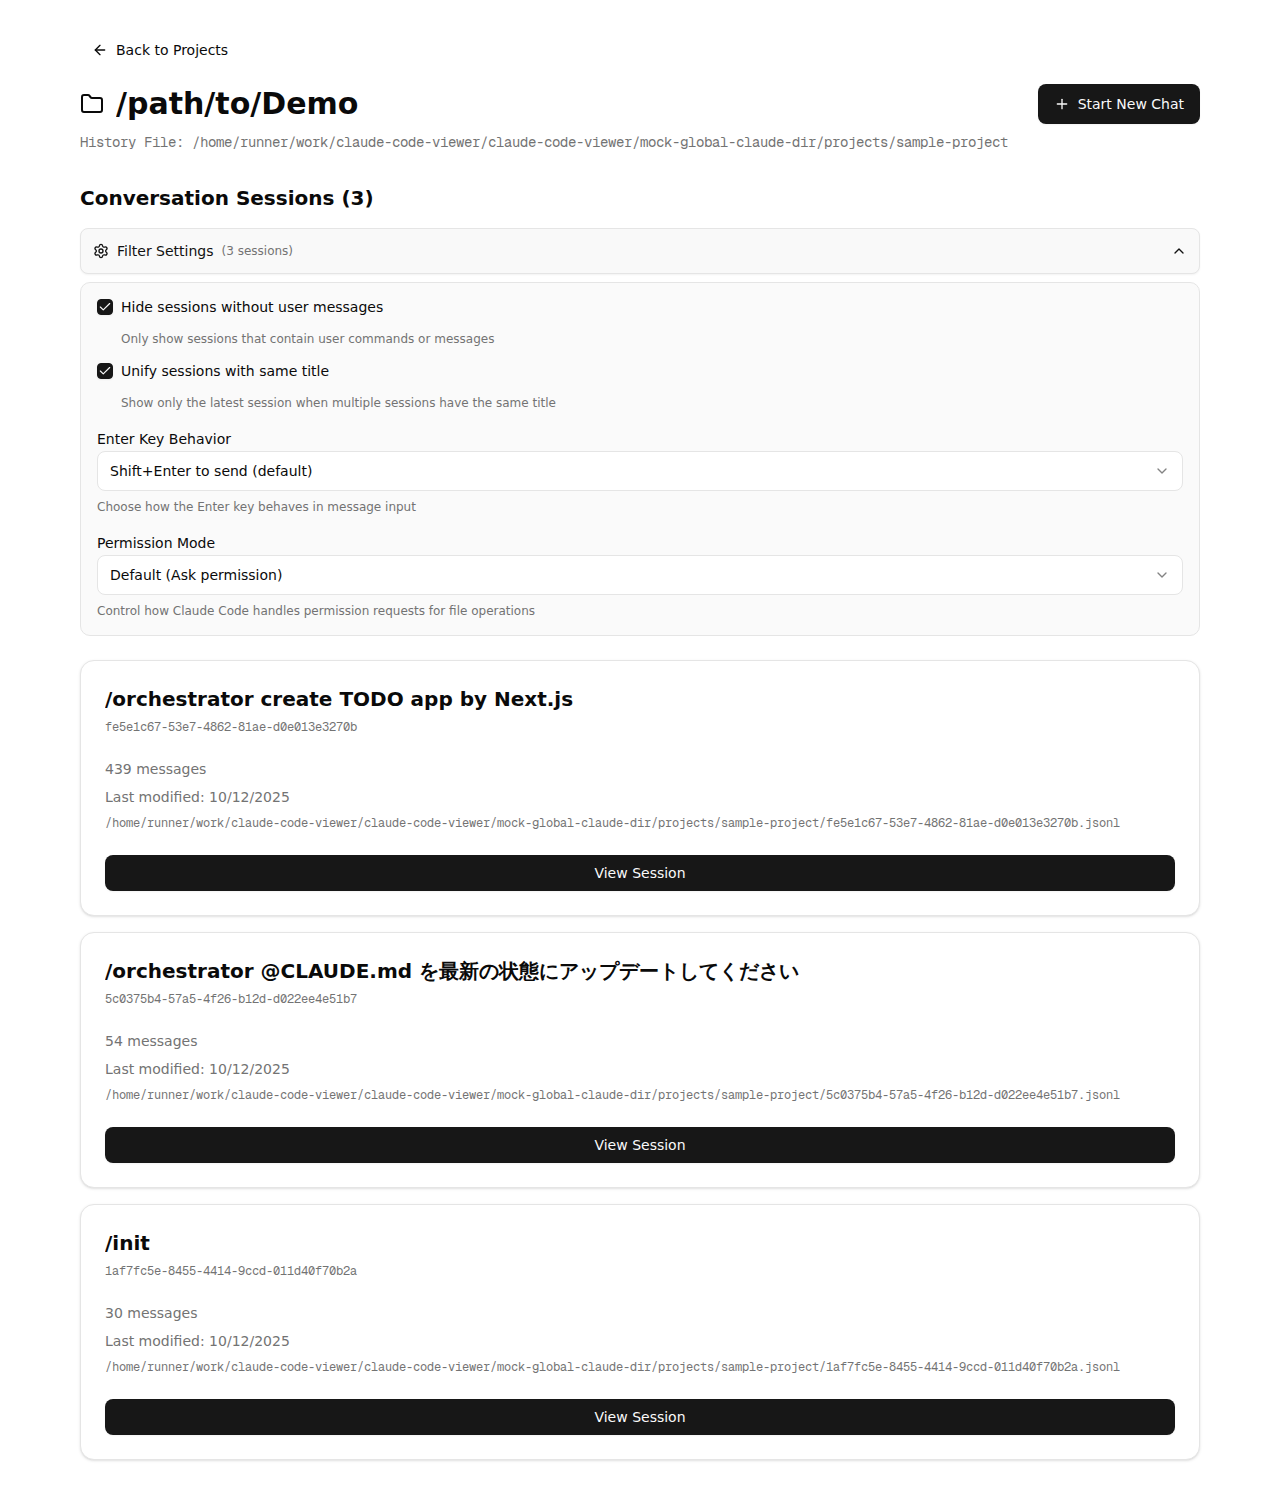 Back to Projects
/path/to/Demo
Start New Chat
History File: /home/runner/work/claude-code-viewer/claude-code-viewer/mock-global-claude-dir/projects/sample-project
Conversation Sessions (3)
Filter Settings (3 sessions)
Hide sessions without user messages
Only show sessions that contain user commands or messages
Unify sessions with same title
Show only the latest session when multiple sessions have the same title
Enter Key Behavior
Shift+Enter to send (default)
Choose how the Enter key behaves in message input
Permission Mode
Default (Ask permission)
Control how Claude Code handles permission requests for file operations
/orchestrator create TODO app by Next.js
fe5e1c67-53e7-4862-81ae-d0e013e3270b
439 messages
Last modified: 10/12/2025
/home/runner/work/claude-code-viewer/claude-code-viewer/mock-global-claude-dir/projects/sample-project/fe5e1c67-53e7-4862-81ae-d0e013e3270b.jsonl
View Session
/orchestrator @CLAUDE.md を最新の状態にアップデートしてください
5c0375b4-57a5-4f26-b12d-d022ee4e51b7
54 messages
Last modified: 10/12/2025
/home/runner/work/claude-code-viewer/claude-code-viewer/mock-global-claude-dir/projects/sample-project/5c0375b4-57a5-4f26-b12d-d022ee4e51b7.jsonl
View Session
/init
1af7fc5e-8455-4414-9ccd-011d40f70b2a
30 messages
Last modified: 10/12/2025
/home/runner/work/claude-code-viewer/claude-code-viewer/mock-global-claude-dir/projects/sample-project/1af7fc5e-8455-4414-9ccd-011d40f70b2a.jsonl
View Session